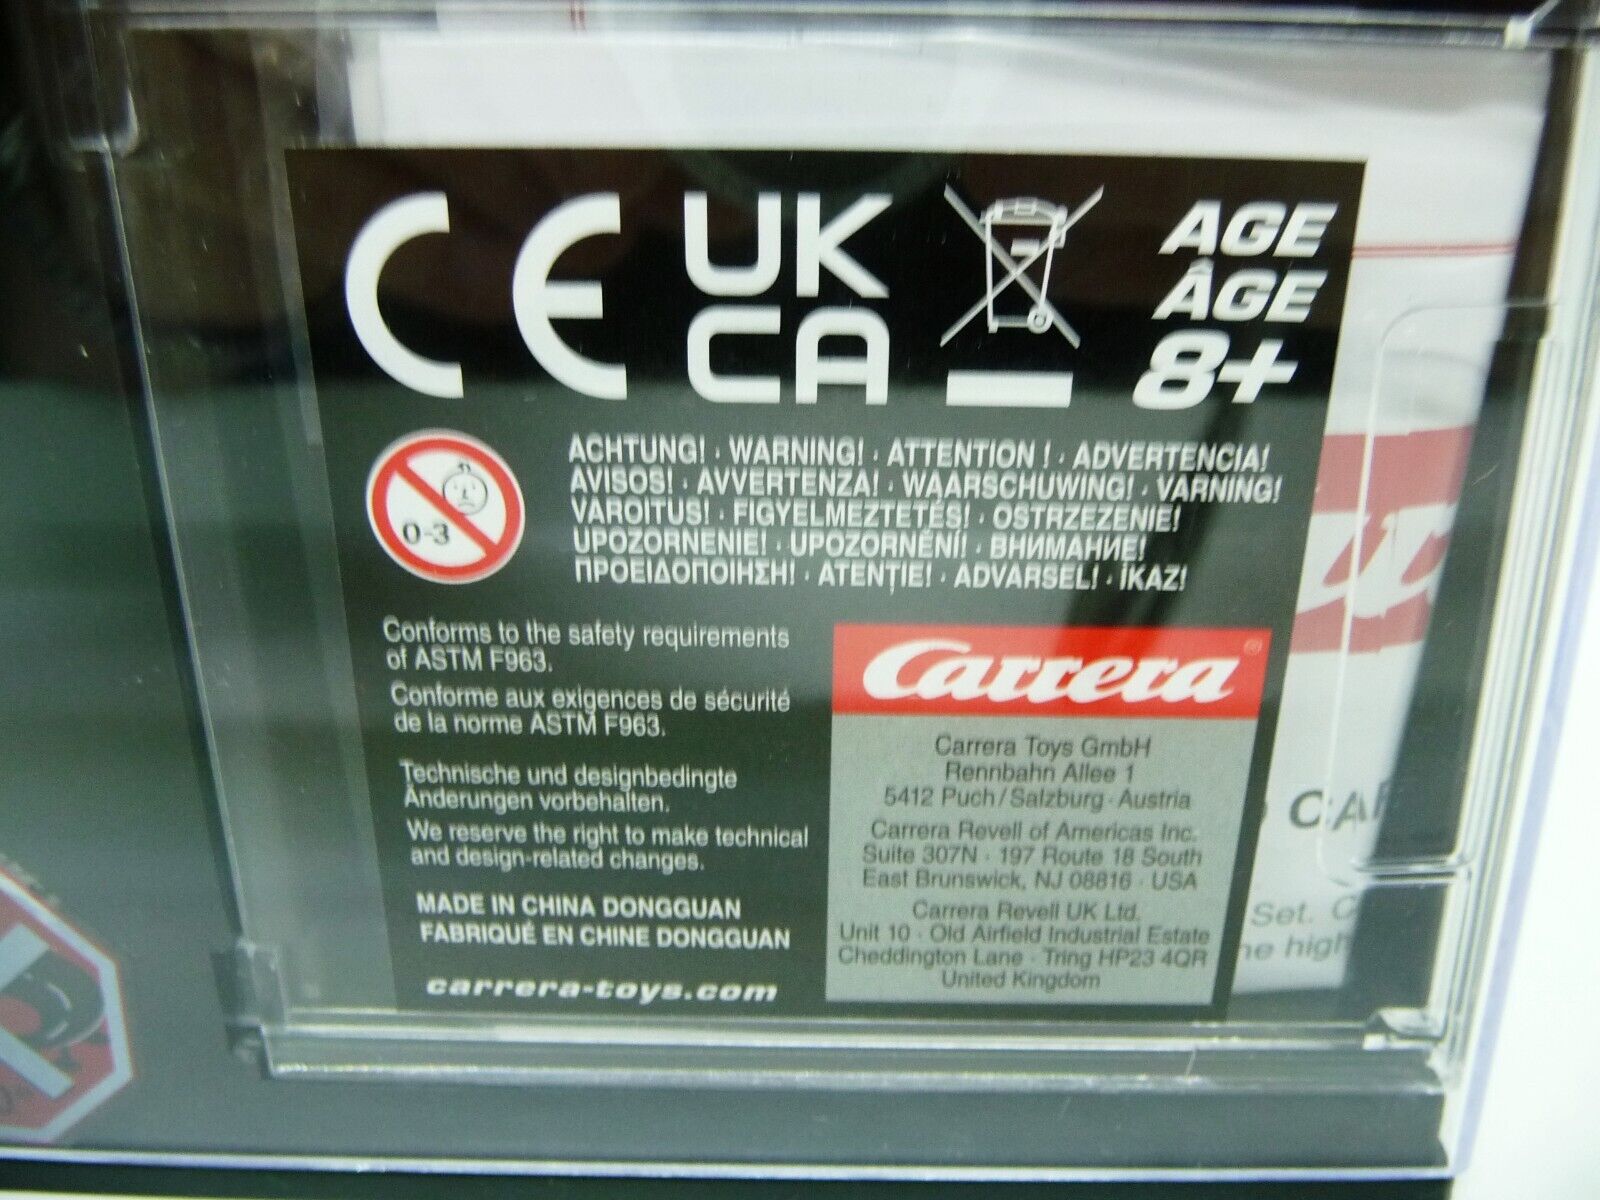 CE
UK
CA
AGE
ÂGE
8+
0-3
ACHTUNG! · WARNING! · ATTENTION ! · ADVERTENCIA!
AVISOS! · AVVERTENZA! · WAARSCHUWING! · VARNING!
VAROITUS! · FIGYELMEZTETÉS! · OSTRZEZENIE!
UPOZORNENIE! · UPOZORNĚNÍ! · ВНИМАНИЕ!
ΠΡΟΕΙΔΟΠΟΙΗΣΗ! · ATENȚIE! · ADVARSEL! · İKAZ!
Conforms to the safety requirements
of ASTM F963.
Conforme aux exigences de sécurité
de la norme ASTM F963.
Technische und designbedingte
Änderungen vorbehalten.
We reserve the right to make technical
and design-related changes.
MADE IN CHINA DONGGUAN
FABRIQUÉ EN CHINE DONGGUAN
carrera-toys.com
Carrera®
Carrera Toys GmbH
Rennbahn Allee 1
5412 Puch/Salzburg · Austria
Carrera Revell of Americas Inc.
Suite 307N · 197 Route 18 South
East Brunswick, NJ 08816 · USA
Carrera Revell UK Ltd.
Unit 10 · Old Airfield Industrial Estate
Cheddington Lane · Tring HP23 4QR
United Kingdom
Set.